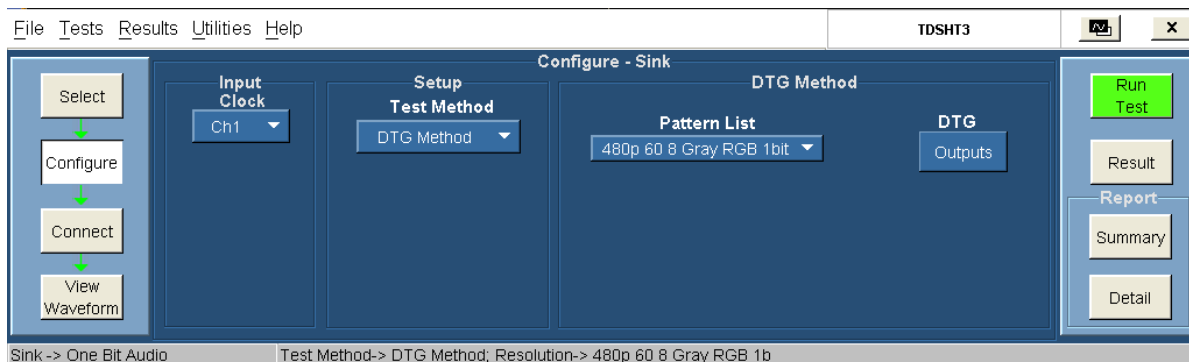 File Tests Results Utilities Help
TDSHT3
x
Configure - Sink
Select
Configure
Connect
View
Waveform
Input
Clock
Ch1
Setup
Test Method
DTG Method
DTG Method
Pattern List
480p 60 8 Gray RGB 1bit
DTG
Outputs
Run
Test
Result
Report
Summary
Detail
Sink -> One Bit Audio
Test Method-> DTG Method; Resolution-> 480p 60 8 Gray RGB 1b